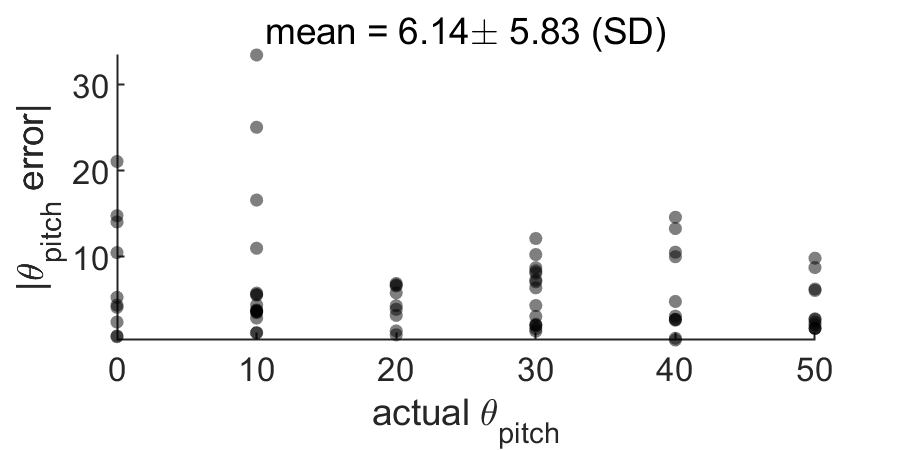 mean = 6.14± 5.83 (SD)
|θpitch error|
30
20
10
0 10 20 30 40 50
actual θpitch